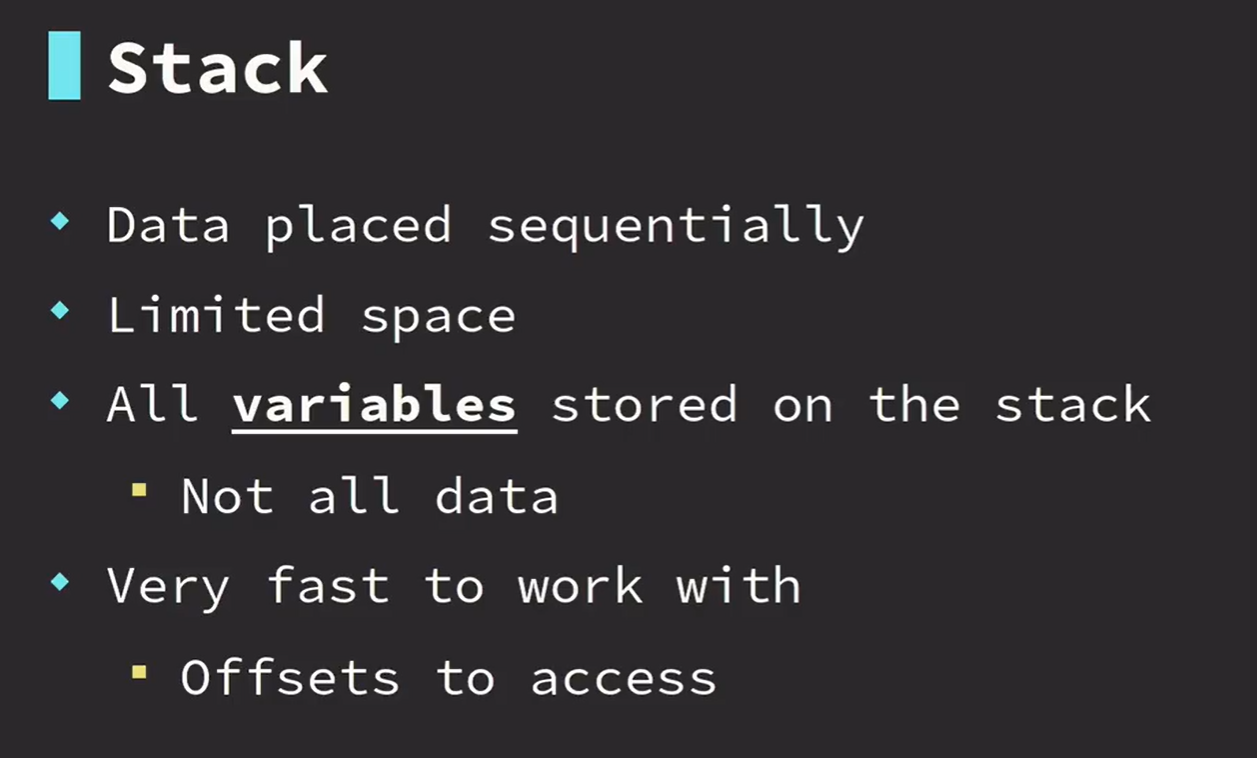 Stack
Data placed sequentially
Limited space
All variables stored on the stack
Not all data
Very fast to work with
Offsets to access